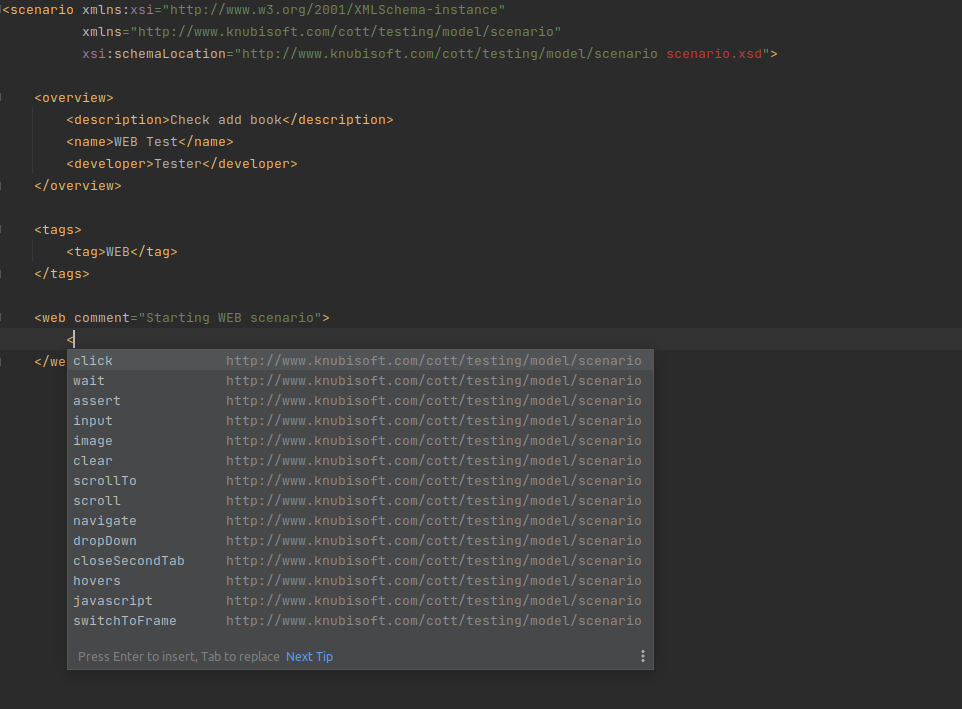 <scenario xmlns:xsi="http://www.w3.org/2001/XMLSchema-instance"
xmlns="http://www.knubisoft.com/cott/testing/model/scenario"
xsi:schemaLocation="http://www.knubisoft.com/cott/testing/model/scenario scenario.xsd">
<overview>
<description>Check add book</description>
<name>WEB Test</name>
<developer>Tester</developer>
</overview>
<tags>
<tag>WEB</tag>
</tags>
<web comment="Starting WEB scenario">
<
</we
click http://www.knubisoft.com/cott/testing/model/scenario
wait http://www.knubisoft.com/cott/testing/model/scenario
assert http://www.knubisoft.com/cott/testing/model/scenario
input http://www.knubisoft.com/cott/testing/model/scenario
image http://www.knubisoft.com/cott/testing/model/scenario
clear http://www.knubisoft.com/cott/testing/model/scenario
scrollTo http://www.knubisoft.com/cott/testing/model/scenario
scroll http://www.knubisoft.com/cott/testing/model/scenario
navigate http://www.knubisoft.com/cott/testing/model/scenario
dropDown http://www.knubisoft.com/cott/testing/model/scenario
closeSecondTab http://www.knubisoft.com/cott/testing/model/scenario
hovers http://www.knubisoft.com/cott/testing/model/scenario
javascript http://www.knubisoft.com/cott/testing/model/scenario
switchToFrame http://www.knubisoft.com/cott/testing/model/scenario
Press Enter to insert, Tab to replace Next Tip